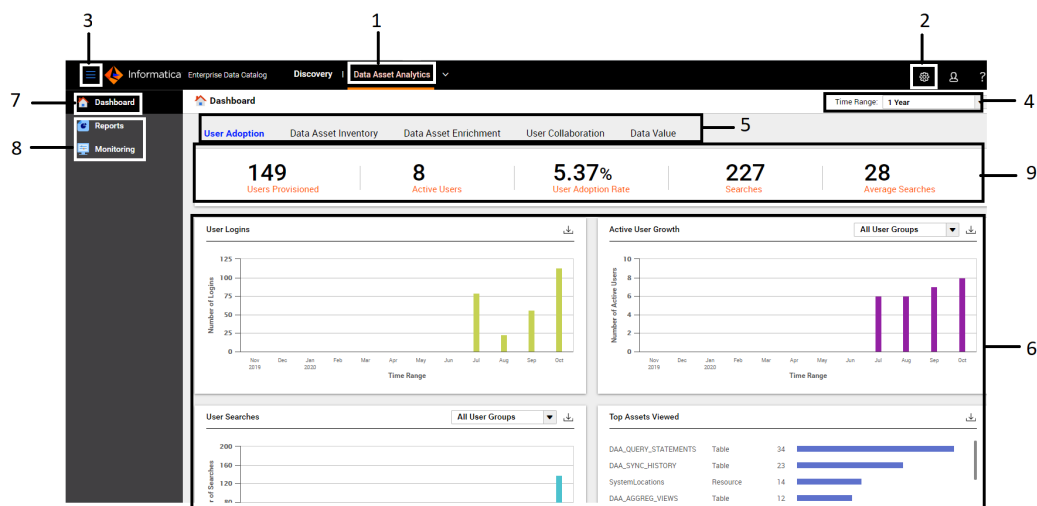 3
1
2
Informatica Enterprise Data Catalog Discovery | Data Asset Analytics ?
7
Dashboard
Dashboard
Time Range: 1 Year
4
Reports
8
Monitoring
User Adoption Data Asset Inventory Data Asset Enrichment User Collaboration Data Value
5
149 8 5.37% 227 28
Users Provisioned Active Users User Adoption Rate Searches Average Searches
9
User Logins
125
100
75
50
25
0
Number of Logins
Nov Dec Jan Feb Mar Apr May Jun Jul Aug Sep Oct
2019 2020
Time Range
Active User Growth All User Groups
10
8
6
4
2
0
Number of Active Users
Nov Dec Jan Feb Mar Apr May Jun Jul Aug Sep Oct
2019 2020
Time Range
6
User Searches All User Groups
200
160
120
80
r of Searches
Top Assets Viewed
DAA_QUERY_STATEMENTS Table 34
DAA_SYNC_HISTORY Table 23
SystemLocations Resource 14
DAA_AGGREG_VIEWS Table 12